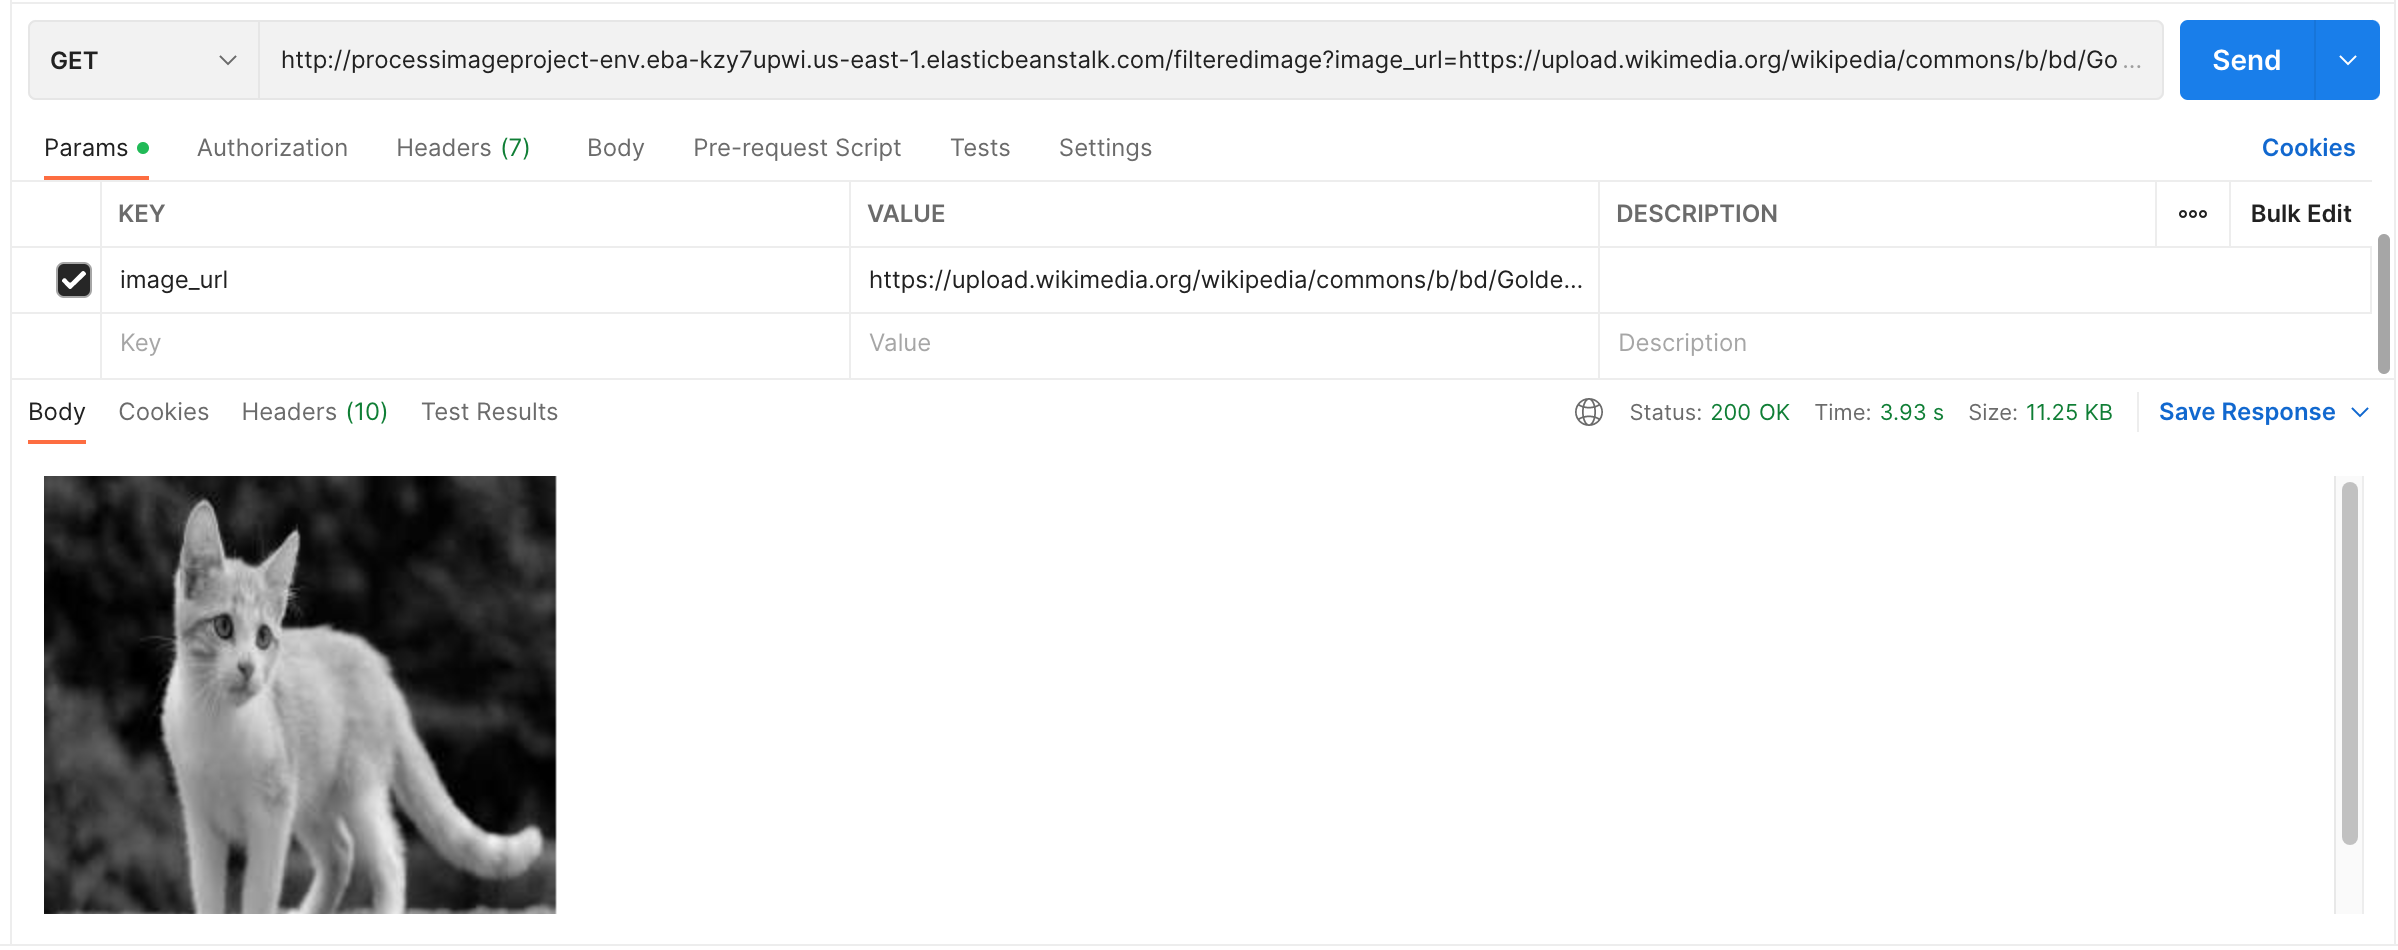 GET http://processimageproject-env.eba-kzy7upwi.us-east-1.elasticbeanstalk.com/filteredimage?image_url=https://upload.wikimedia.org/wikipedia/commons/b/bd/Go... Send
Params Authorization Headers (7) Body Pre-request Script Tests Settings Cookies
KEY VALUE DESCRIPTION ooo Bulk Edit
image_url https://upload.wikimedia.org/wikipedia/commons/b/bd/Golde...
Key Value Description
Body Cookies Headers (10) Test Results Status: 200 OK Time: 3.93 s Size: 11.25 KB Save Response